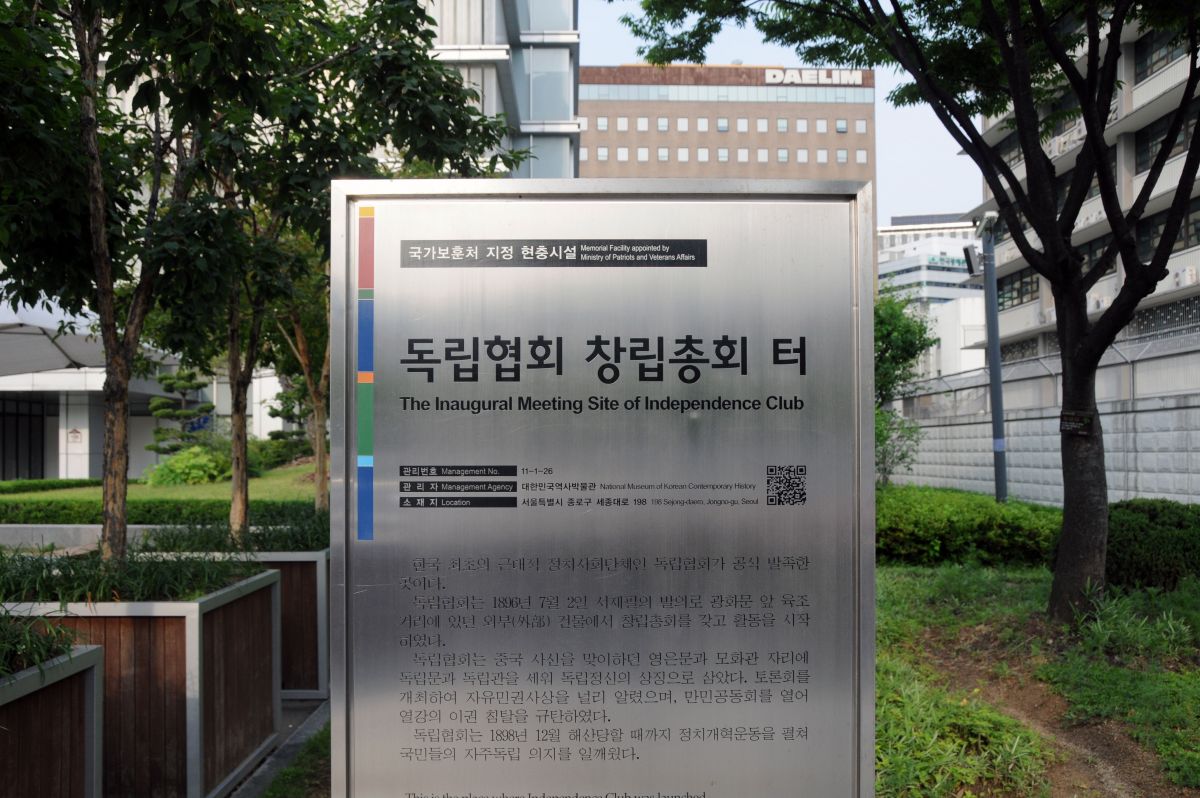 DAELIM
국가보훈처 지정 현충시설 Memorial Facility appointed by
Ministry of Patriots and Veterans Affairs
독립협회 창립총회 터
The Inaugural Meeting Site of Independence Club
관리번호 Management No. 11-1-26
관 리 자 Management Agency 대한민국역사박물관 National Museum of Korean Contemporary History
소 재 지 Location 서울특별시 종로구 세종대로 198 198 Sejong-daero, Jongno-gu, Seoul
한국 최초의 근대적 정치사회단체인 독립협회가 공식 발족한
곳이다.
독립협회는 1896년 7월 2일 서재필의 발의로 광화문 앞 육조
거리에 있던 외부(外部) 건물에서 창립총회를 갖고 활동을 시작
하였다.
독립협회는 중국 사신을 맞이하던 영은문과 모화관 자리에
독립문과 독립관을 세워 독립정신의 상징으로 삼았다. 토론회를
개최하여 자유민권사상을 널리 알렸으며, 만민공동회를 열어
열강의 이권 침탈을 규탄하였다.
독립협회는 1898년 12월 해산당할 때까지 정치개혁운동을 펼쳐
국민들의 자주독립 의지를 일깨웠다.
This is the place where Independence Club was launched